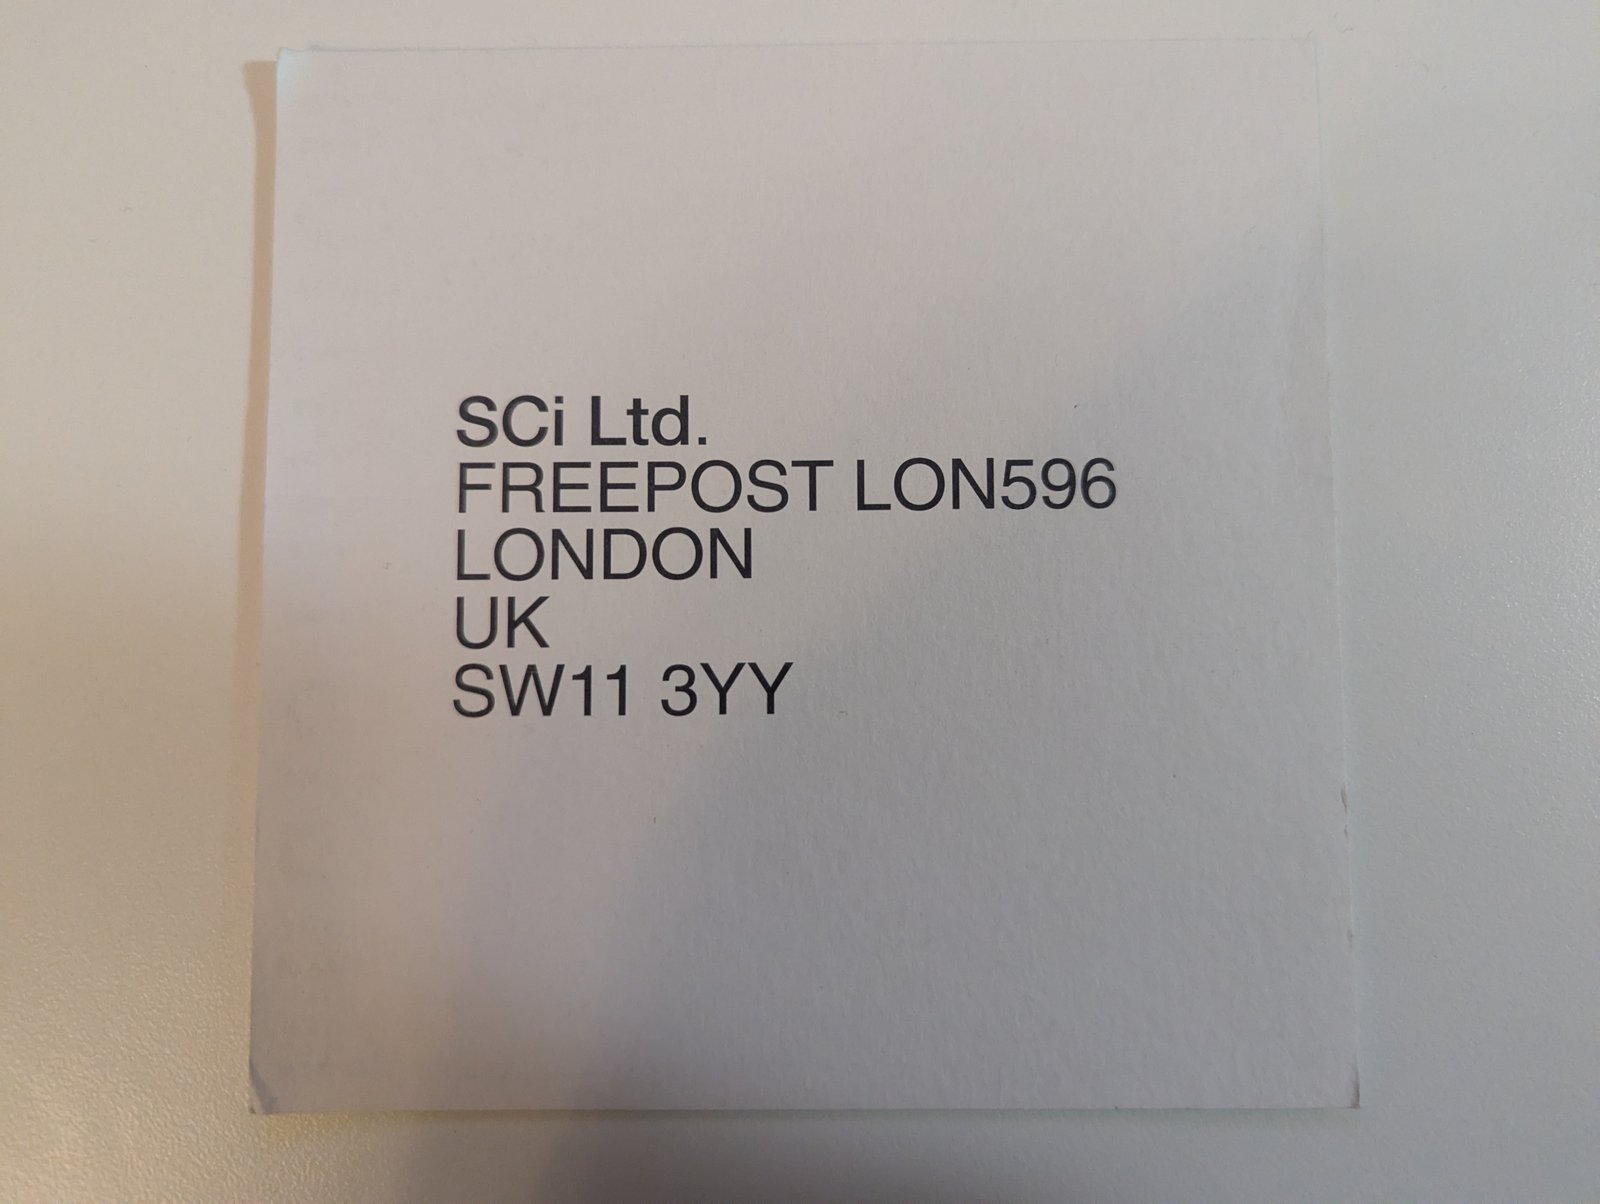 SCi Ltd.
FREEPOST LON596
LONDON
UK
SW11 3YY